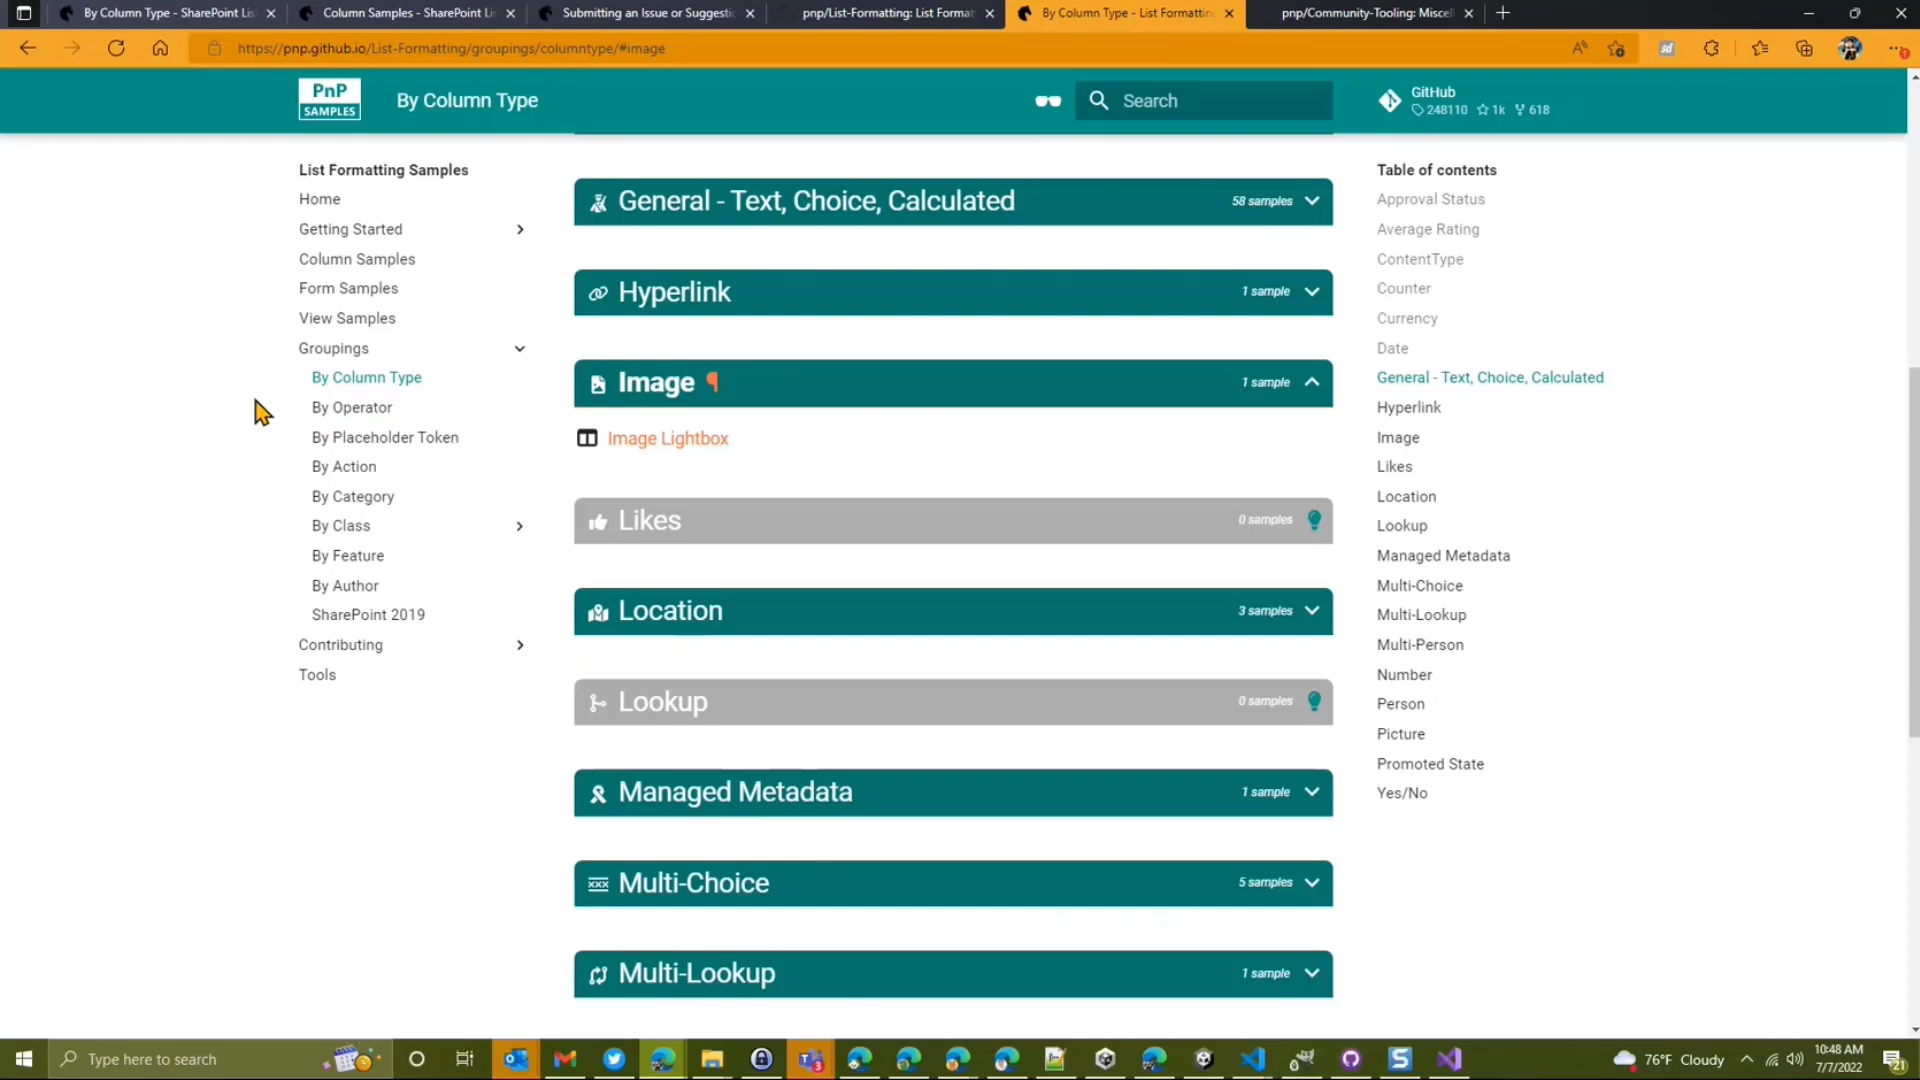 By Column Type - SharePoint Lis
Column Samples - SharePoint Li
Submitting an Issue or Suggesti
pnp/List-Formatting: List Format
By Column Type - List Formattin
pnp/Community-Tooling: Miscel
https://pnp.github.io/List-Formatting/groupings/columntype/#image
PnP
SAMPLES
By Column Type
Search
GitHub
248110 1k 618
List Formatting Samples
Home
Getting Started
Column Samples
Form Samples
View Samples
Groupings
By Column Type
By Operator
By Placeholder Token
By Action
By Category
By Class
By Feature
By Author
SharePoint 2019
Contributing
Tools
General - Text, Choice, Calculated 58 samples
Hyperlink 1 sample
Image ¶ 1 sample
Image Lightbox
Likes 0 samples
Location 3 samples
Lookup 0 samples
Managed Metadata 1 sample
Multi-Choice 5 samples
Multi-Lookup 1 sample
Table of contents
Approval Status
Average Rating
ContentType
Counter
Currency
Date
General - Text, Choice, Calculated
Hyperlink
Image
Likes
Location
Lookup
Managed Metadata
Multi-Choice
Multi-Lookup
Multi-Person
Number
Person
Picture
Promoted State
Yes/No
Type here to search
76°F Cloudy
10:48 AM
7/7/2022
21